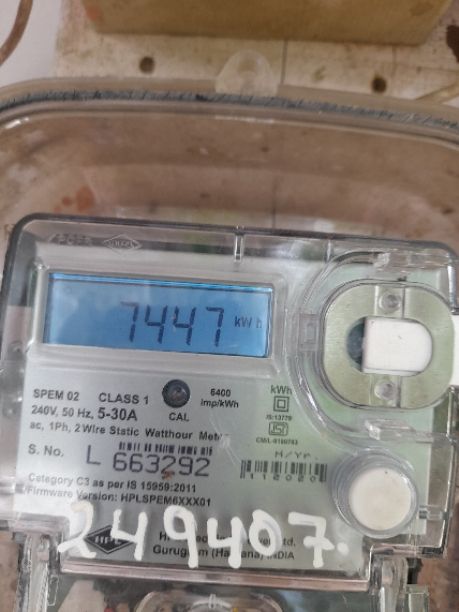 7447 kWh
SPEM 02 CLASS 1 CAL 6400 imp/kWh kWh
240V, 50 Hz, 5-30A IS:13779
ac, 1Ph, 2 Wire Static Watthour Meter
S. No. L 663292 M/Yr.
Category C3 as per IS 15959:2011
Firmware Version: HPLSPEM6XXX01
249407.
HPL
Gurugram (Haryana) INDIA